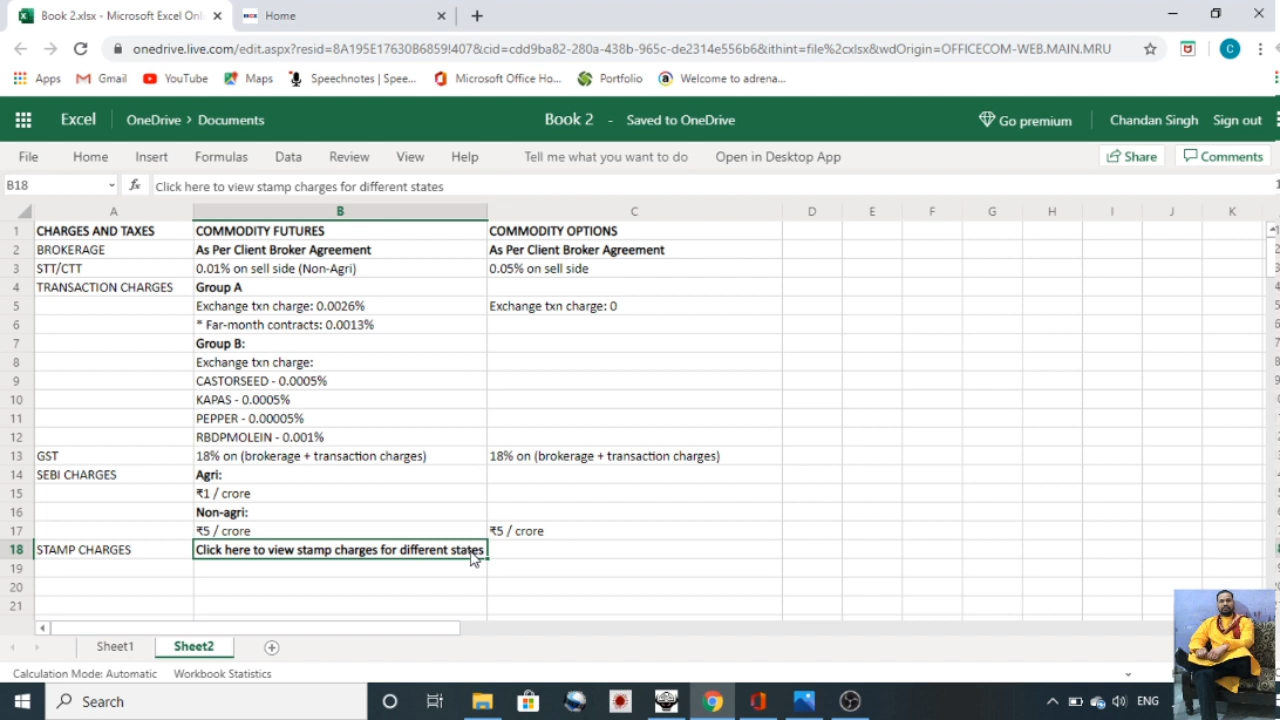 Book 2.xlsx - Microsoft Excel Onl
Home
onedrive.live.com/edit.aspx?resid=8A195E17630B6859!407&cid=cdd9ba82-280a-438b-965c-de2314e556b6&ithint=file%2cxlsx&wdOrigin=OFFICECOM-WEB.MAIN.MRU
C
Apps Gmail YouTube Maps Speechnotes | Spee... Microsoft Office Ho... Portfolio Welcome to adrena...
Excel OneDrive > Documents Book 2 - Saved to OneDrive Go premium Chandan Singh Sign out
File Home Insert Formulas Data Review View Help Tell me what you want to do Open in Desktop App Share Comments
B18 fx Click here to view stamp charges for different states
A B C D E F G H I J K
1 CHARGES AND TAXES COMMODITY FUTURES COMMODITY OPTIONS
2 BROKERAGE As Per Client Broker Agreement As Per Client Broker Agreement
3 STT/CTT 0.01% on sell side (Non-Agri) 0.05% on sell side
4 TRANSACTION CHARGES Group A
5 Exchange txn charge: 0.0026% Exchange txn charge: 0
6 * Far-month contracts: 0.0013%
7 Group B:
8 Exchange txn charge:
9 CASTORSEED - 0.0005%
10 KAPAS - 0.0005%
11 PEPPER - 0.00005%
12 RBDPMOLEIN - 0.001%
13 GST 18% on (brokerage + transaction charges) 18% on (brokerage + transaction charges)
14 SEBI CHARGES Agri:
15 ₹1 / crore
16 Non-agri:
17 ₹5 / crore ₹5 / crore
18 STAMP CHARGES Click here to view stamp charges for different states
19
20
21
Sheet1 Sheet2
Calculation Mode: Automatic Workbook Statistics
Search ENG